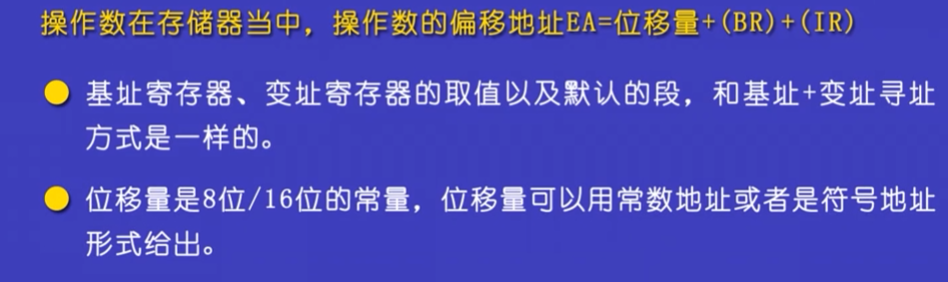 操作数在存储器当中，操作数的偏移地址EA=位移量+(BR)+(IR)
基址寄存器、变址寄存器的取值以及默认的段，和基址+变址寻址
方式是一样的。
位移量是8位/16位的常量，位移量可以用常数地址或者是符号地址
形式给出。